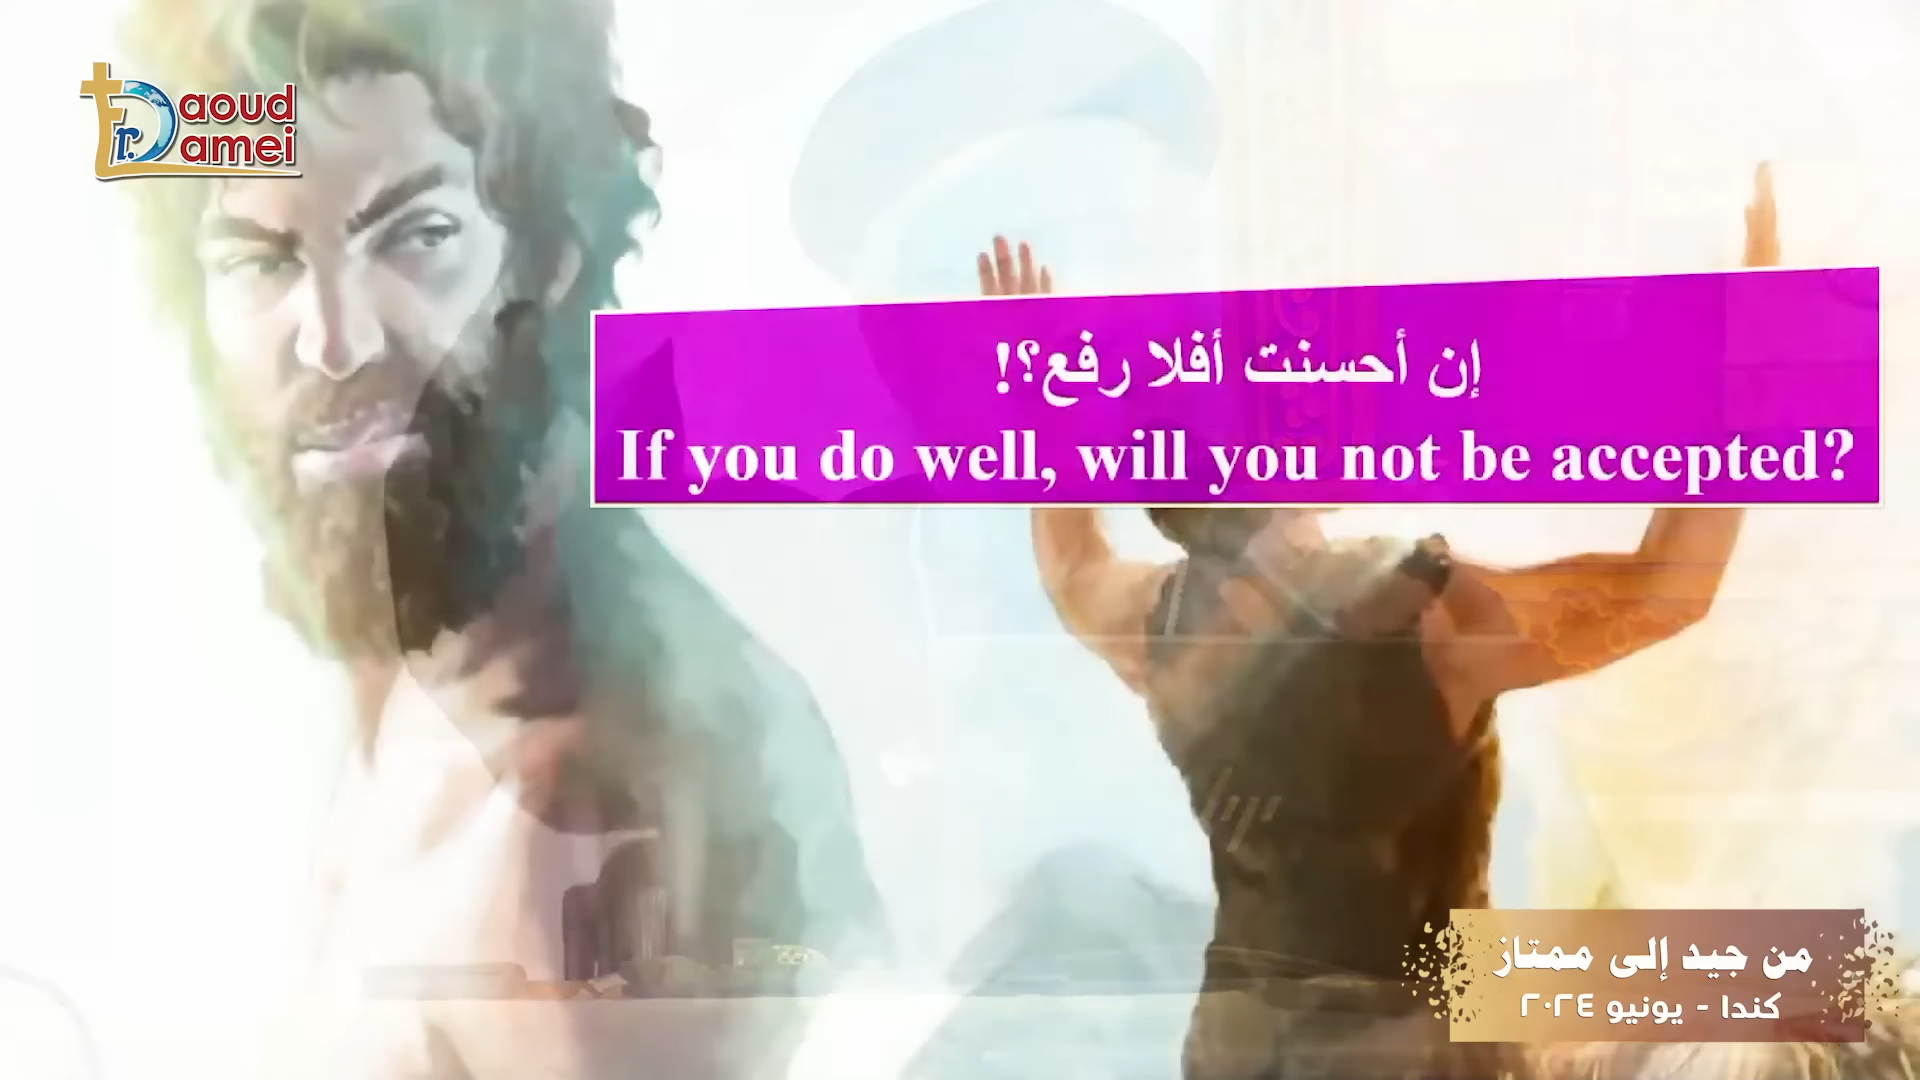 Fr. Daoud
Lamei
إن أحسنت أفلا رفع؟!
If you do well, will you not be accepted?
من جيد إلى ممتاز
كندا - يونيو ٢٠٢٤